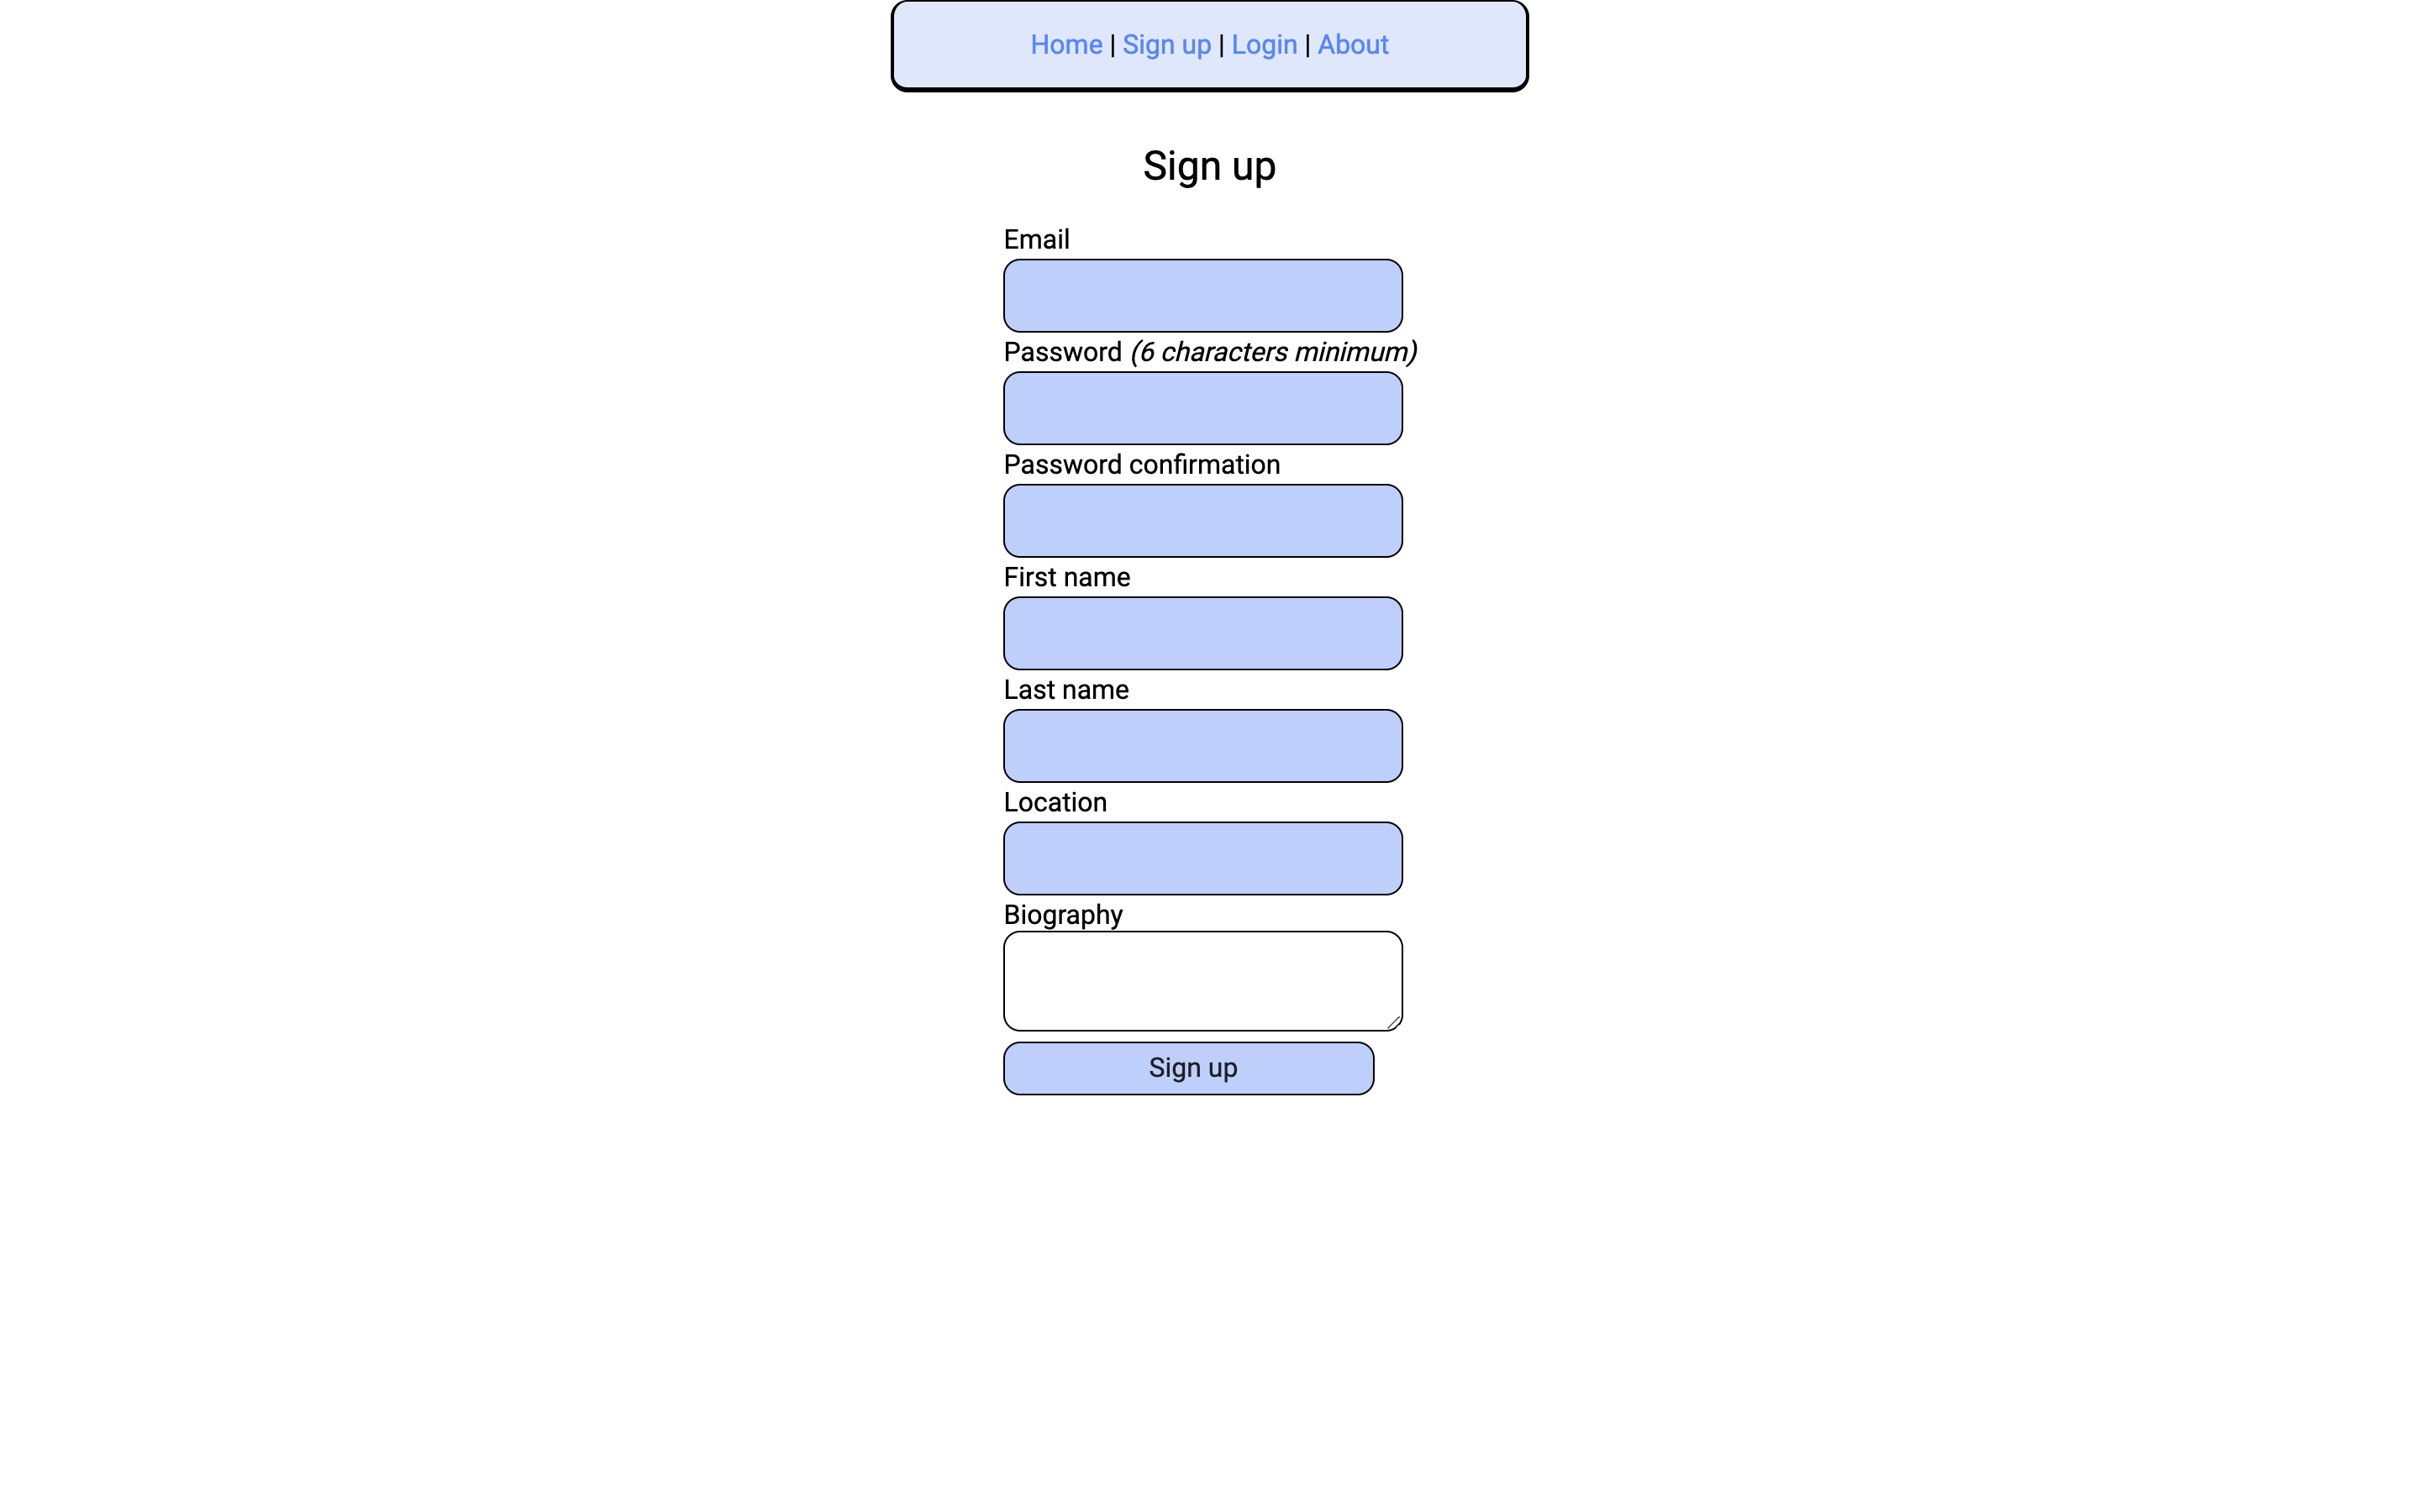 Home | Sign up | Login | About
Sign up
Email
Password (6 characters minimum)
Password confirmation
First name
Last name
Location
Biography
Sign up